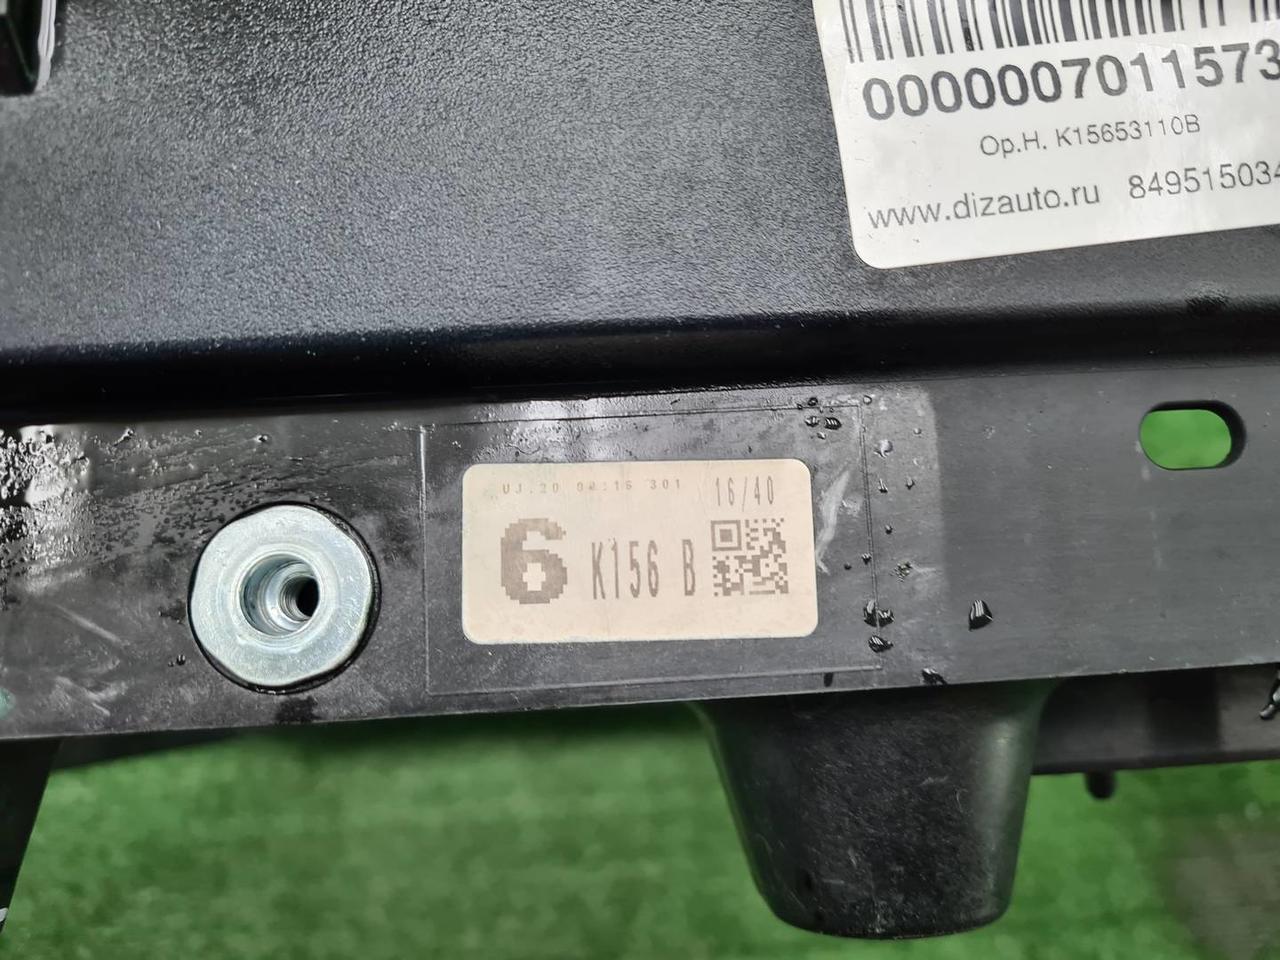 0000007011573
Op.H. K15653110B
www.dizauto.ru 849515034
16/40
6 K156 B